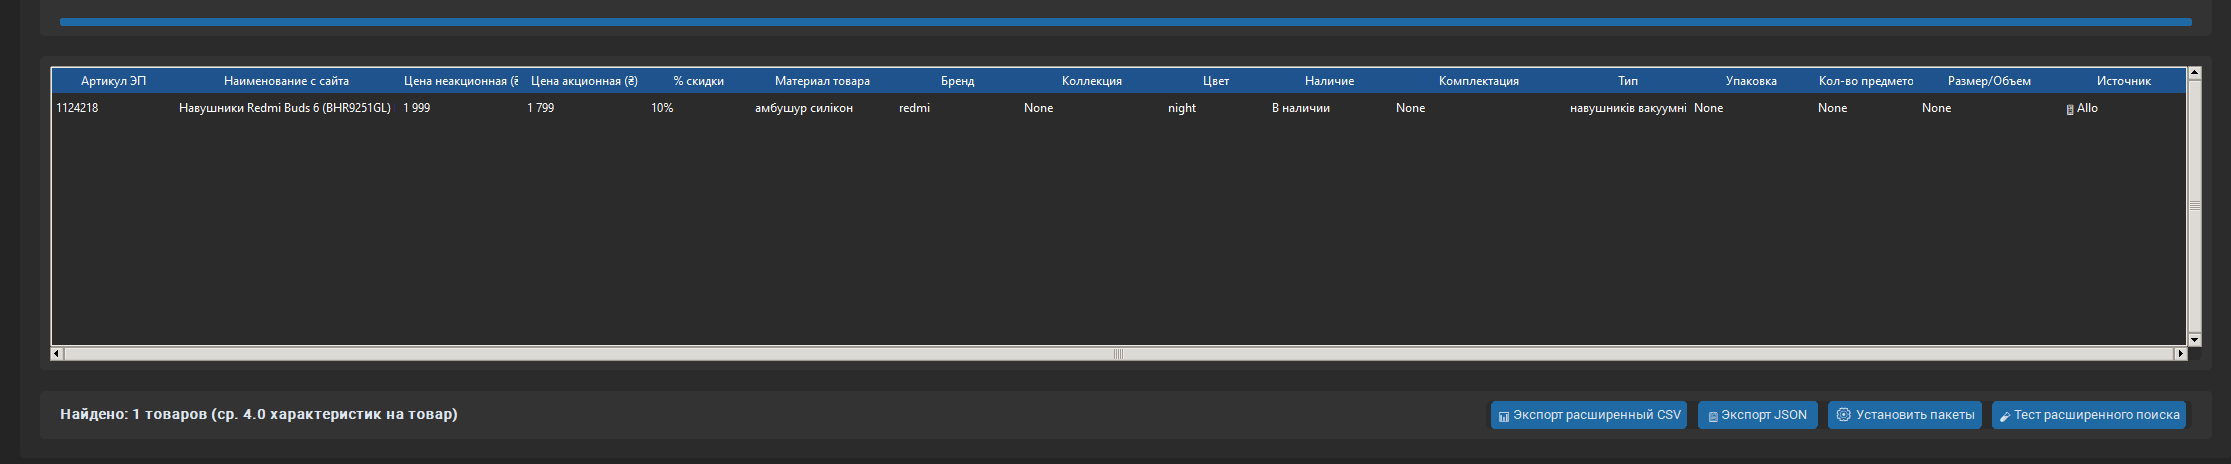 Артикул ЭП Наименование с сайта Цена неакционная (₴ Цена акционная (₴) % скидки Материал товара Бренд Коллекция Цвет Наличие Комплектация Тип Упаковка Кол-во предмето Размер/Объем Источник
1124218 Навушники Redmi Buds 6 (BHR9251GL) 1 999 1 799 10% амбушур силікон redmi None night В наличии None навушників вакуумні None None None Allo
Найдено: 1 товаров (ср. 4.0 характеристик на товар) Экспорт расширенный CSV Экспорт JSON Установить пакеты Тест расширенного поиска